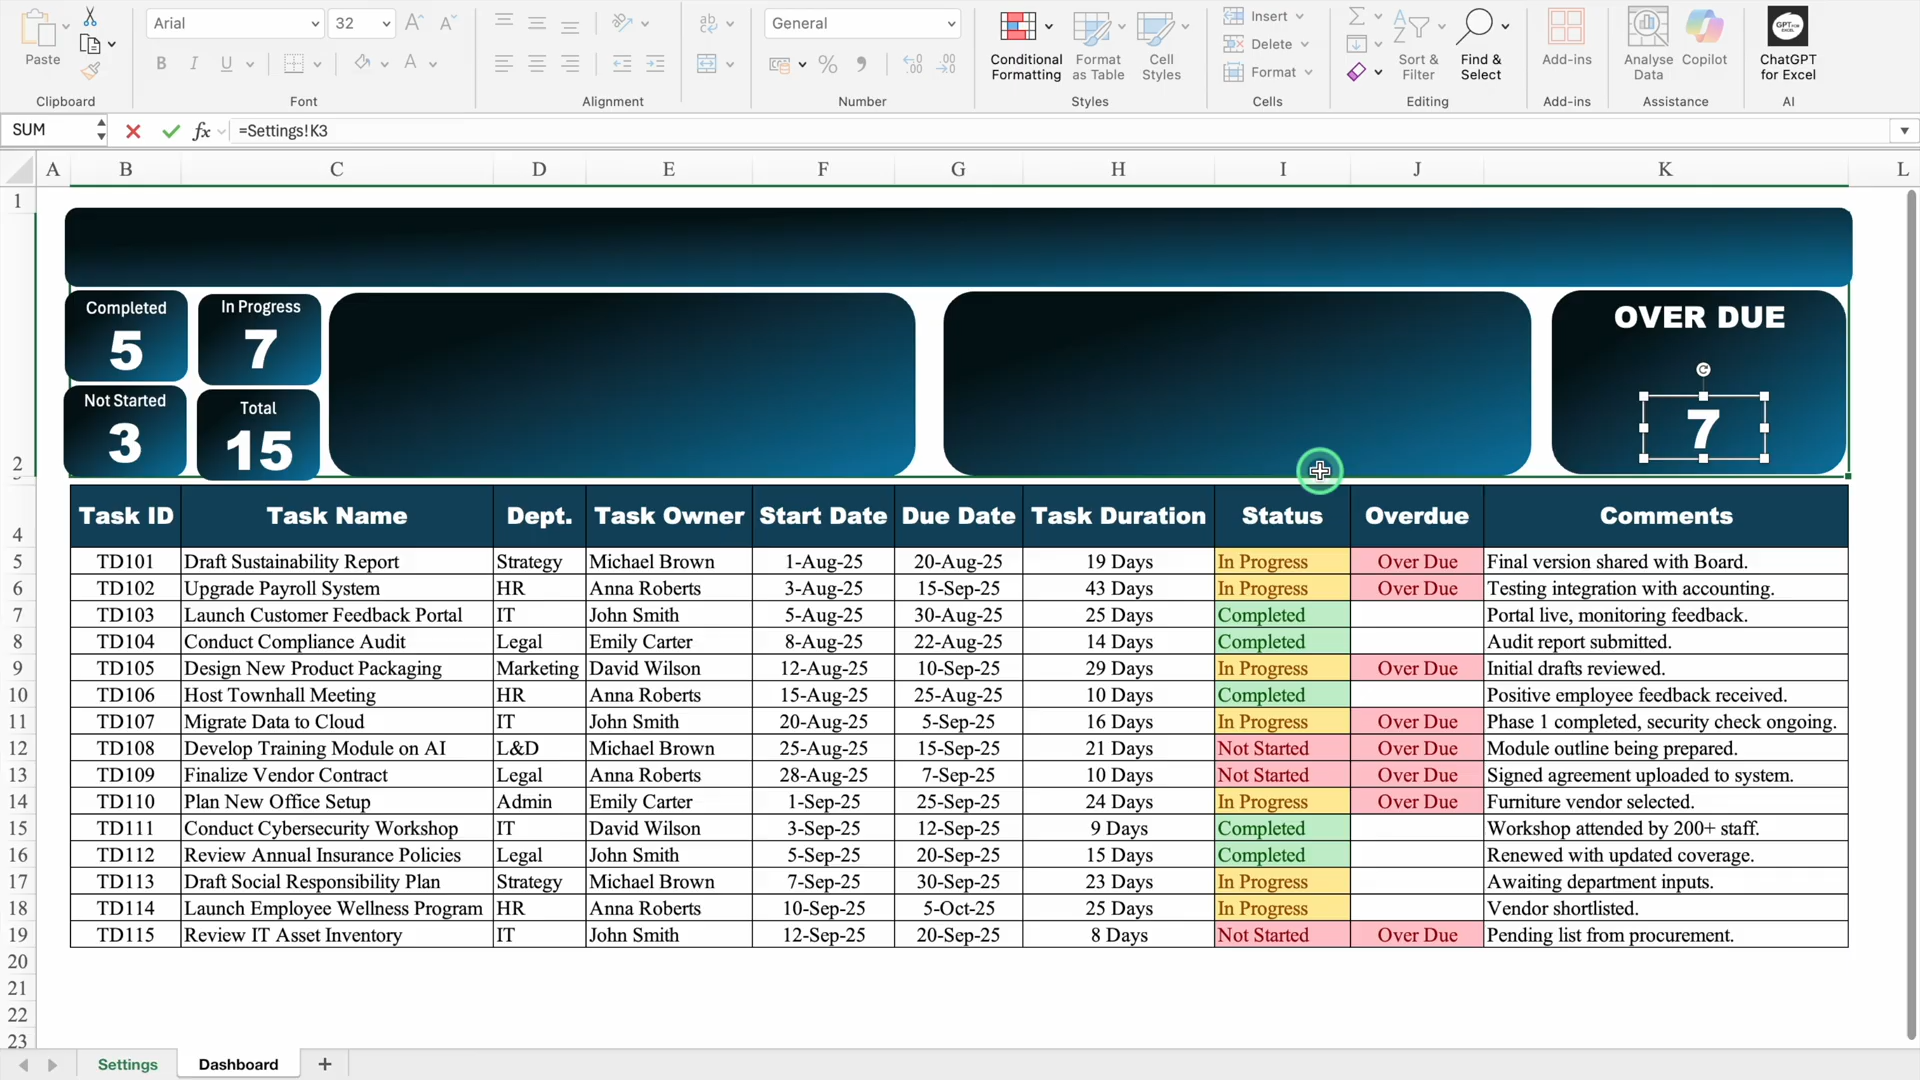 Arial 32 ab General Insert
Paste B I U A % Conditional Formatting Format as Table Cell Styles Delete Format Sort & Filter Find & Select Add-ins Analyse Data Copilot GPT FOR EXCEL ChatGPT for Excel
Clipboard Font Alignment Number Styles Cells Editing Add-ins Assistance AI
SUM fx =Settings!K3
A B C D E F G H I J K L
1
Completed In Progress OVER DUE
5 7
Not Started Total 7
3 15
2
4 Task ID Task Name Dept. Task Owner Start Date Due Date Task Duration Status Overdue Comments
5 TD101 Draft Sustainability Report Strategy Michael Brown 1-Aug-25 20-Aug-25 19 Days In Progress Over Due Final version shared with Board.
6 TD102 Upgrade Payroll System HR Anna Roberts 3-Aug-25 15-Sep-25 43 Days In Progress Over Due Testing integration with accounting.
7 TD103 Launch Customer Feedback Portal IT John Smith 5-Aug-25 30-Aug-25 25 Days Completed Portal live, monitoring feedback.
8 TD104 Conduct Compliance Audit Legal Emily Carter 8-Aug-25 22-Aug-25 14 Days Completed Audit report submitted.
9 TD105 Design New Product Packaging Marketing David Wilson 12-Aug-25 10-Sep-25 29 Days In Progress Over Due Initial drafts reviewed.
10 TD106 Host Townhall Meeting HR Anna Roberts 15-Aug-25 25-Aug-25 10 Days Completed Positive employee feedback received.
11 TD107 Migrate Data to Cloud IT John Smith 20-Aug-25 5-Sep-25 16 Days In Progress Over Due Phase 1 completed, security check ongoing.
12 TD108 Develop Training Module on AI L&D Michael Brown 25-Aug-25 15-Sep-25 21 Days Not Started Over Due Module outline being prepared.
13 TD109 Finalize Vendor Contract Legal Anna Roberts 28-Aug-25 7-Sep-25 10 Days Not Started Over Due Signed agreement uploaded to system.
14 TD110 Plan New Office Setup Admin Emily Carter 1-Sep-25 25-Sep-25 24 Days In Progress Over Due Furniture vendor selected.
15 TD111 Conduct Cybersecurity Workshop IT David Wilson 3-Sep-25 12-Sep-25 9 Days Completed Workshop attended by 200+ staff.
16 TD112 Review Annual Insurance Policies Legal John Smith 5-Sep-25 20-Sep-25 15 Days Completed Renewed with updated coverage.
17 TD113 Draft Social Responsibility Plan Strategy Michael Brown 7-Sep-25 30-Sep-25 23 Days In Progress Awaiting department inputs.
18 TD114 Launch Employee Wellness Program HR Anna Roberts 10-Sep-25 5-Oct-25 25 Days In Progress Vendor shortlisted.
19 TD115 Review IT Asset Inventory IT John Smith 12-Sep-25 20-Sep-25 8 Days Not Started Over Due Pending list from procurement.
20
21
22
23
Settings Dashboard +